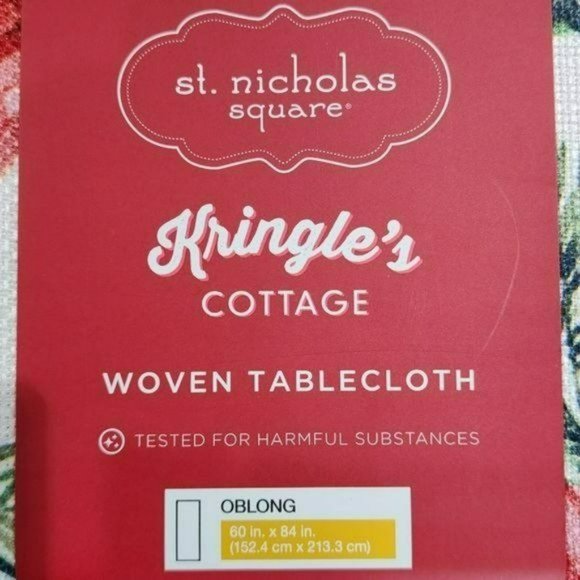 st. nicholas
square®
Kringle's
COTTAGE
WOVEN TABLECLOTH
TESTED FOR HARMFUL SUBSTANCES
OBLONG
60 in. x 84 in.
(152.4 cm x 213.3 cm)